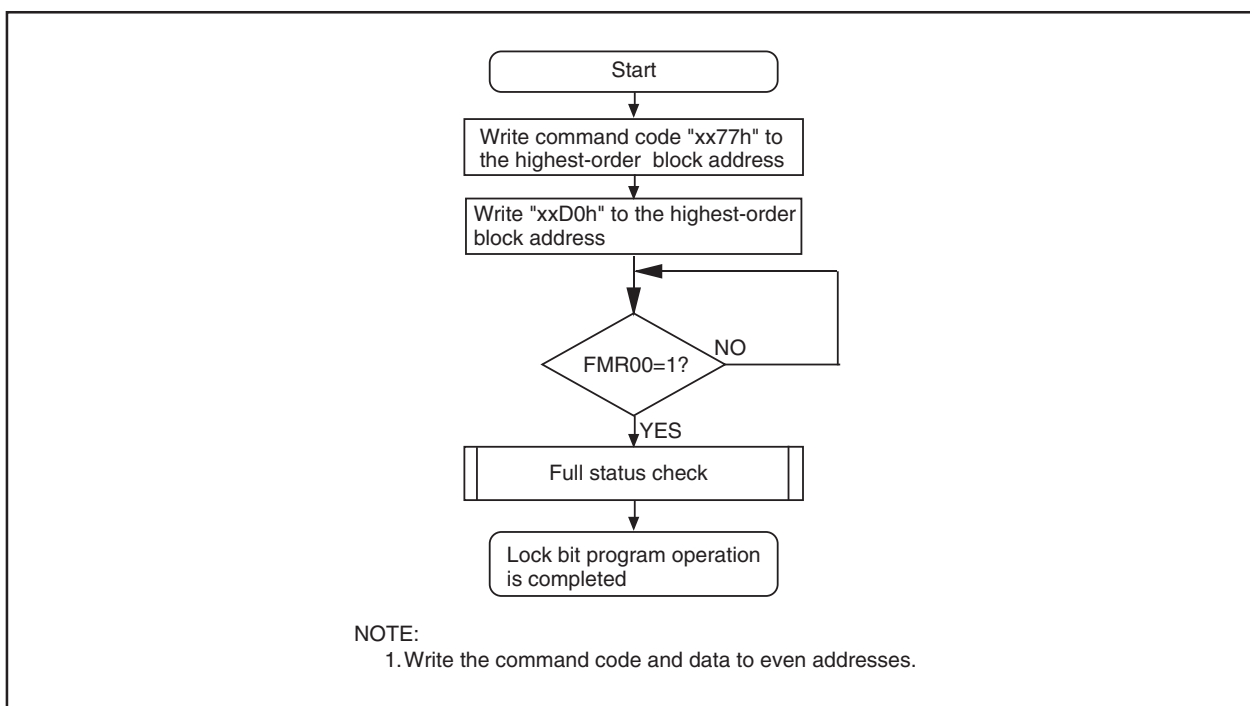 Start
Write command code "xx77h" to
the highest-order block address
Write "xxD0h" to the highest-order
block address
FMR00=1?
NO
YES
Full status check
Lock bit program operation
is completed
NOTE:
1. Write the command code and data to even addresses.